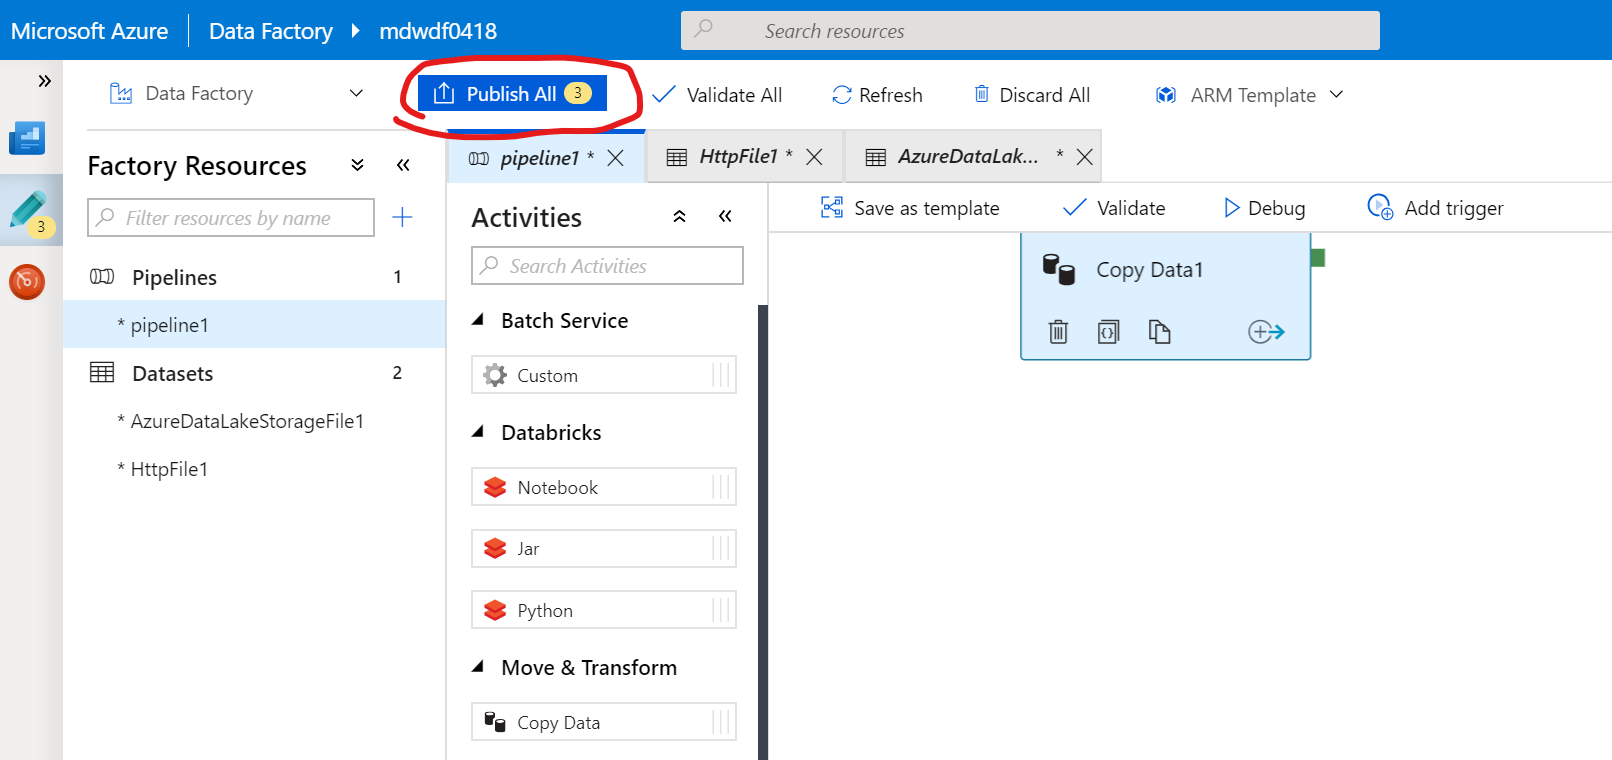 Microsoft Azure Data Factory mdwdf0418 Search resources
Data Factory Publish All 3 Validate All Refresh Discard All ARM Template
pipeline1 * HttpFile1 * AzureDataLak... *
Factory Resources
Filter resources by name
3
Pipelines 1
* pipeline1
Datasets 2
* AzureDataLakeStorageFile1
* HttpFile1
Activities
Search Activities
Batch Service
Custom
Databricks
Notebook
Jar
Python
Move & Transform
Copy Data
Save as template Validate Debug Add trigger
Copy Data1